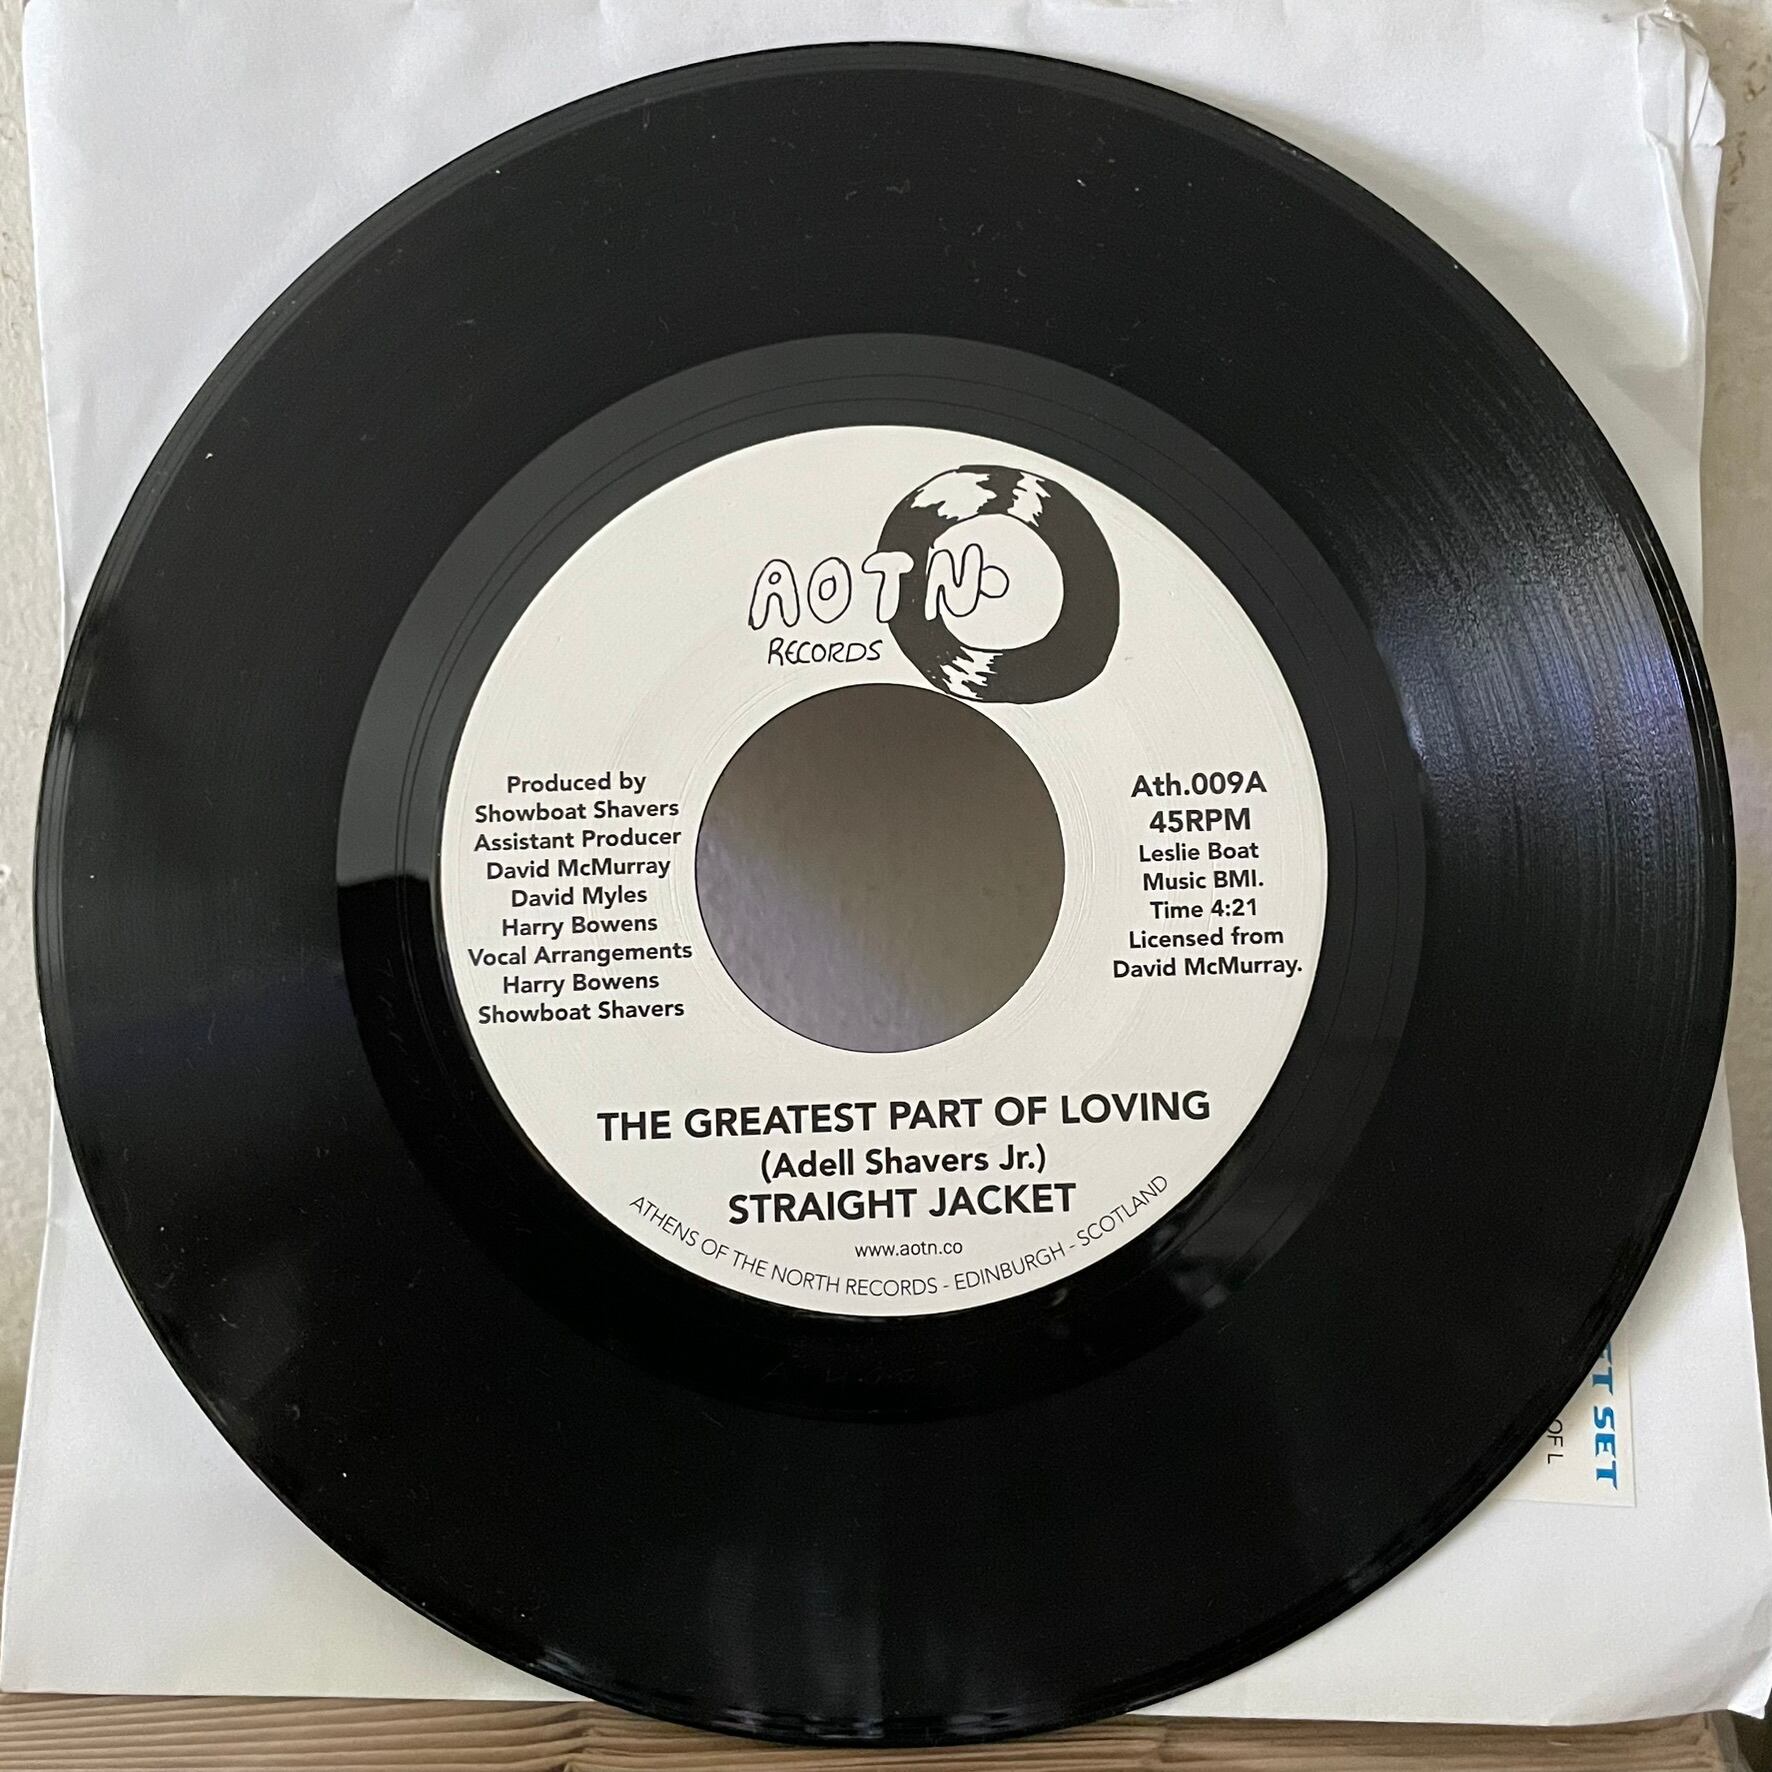 AOTN
RECORDS
Produced by
Showboat Shavers
Assistant Producer
David McMurray
David Myles
Harry Bowens
Vocal Arrangements
Harry Bowens
Showboat Shavers
Ath.009A
45RPM
Leslie Boat
Music BMI.
Time 4:21
Licensed from
David McMurray.
THE GREATEST PART OF LOVING
(Adell Shavers Jr.)
STRAIGHT JACKET
www.aotn.co
ATHENS OF THE NORTH RECORDS - EDINBURGH - SCOTLAND
SET
OF L